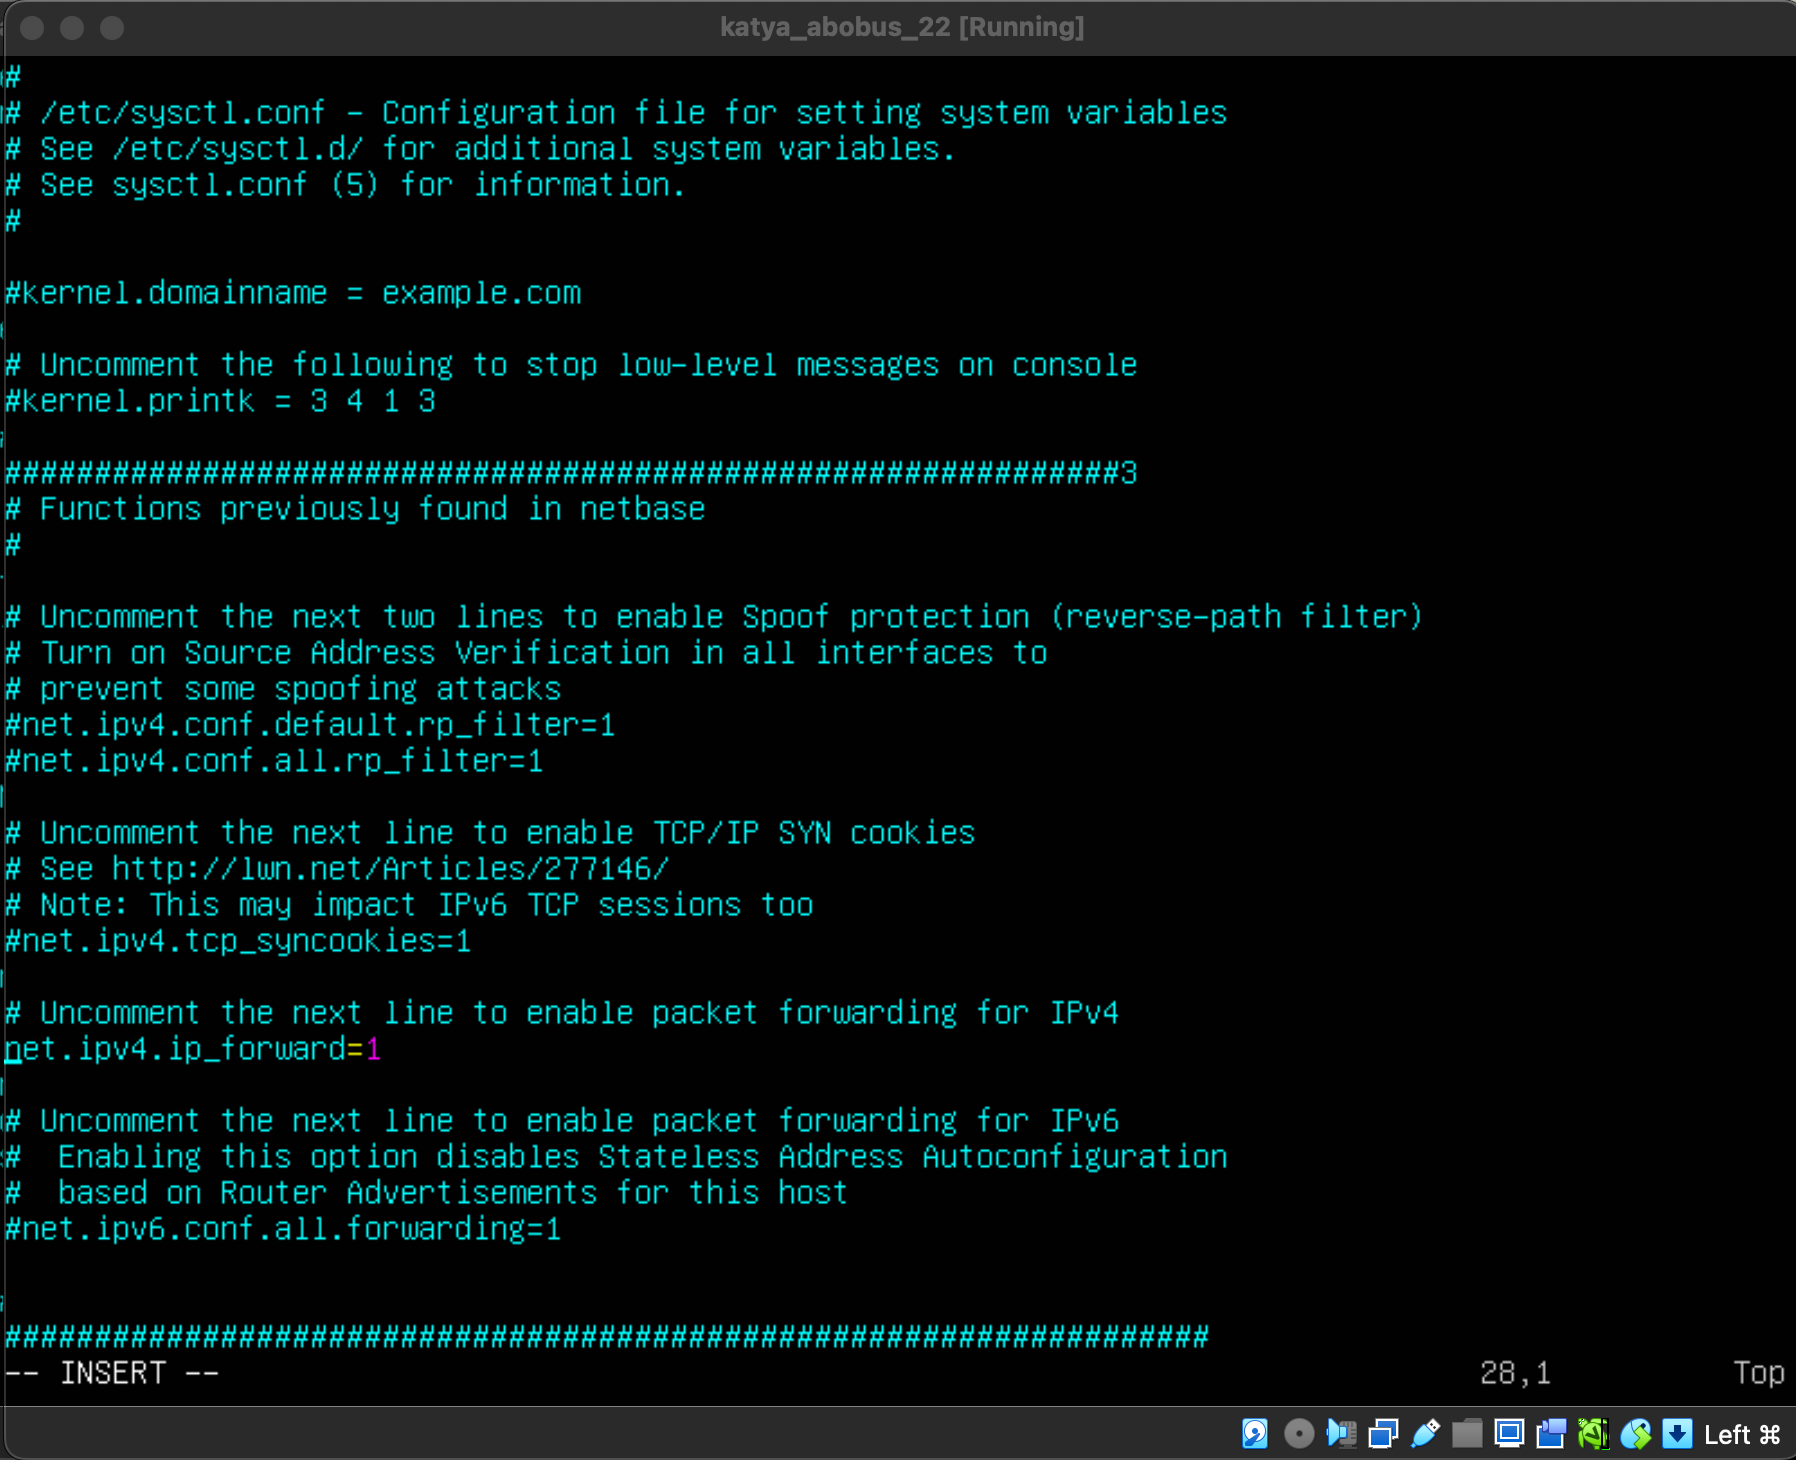 katya_abobus_22 [Running]
#
# /etc/sysctl.conf - Configuration file for setting system variables
# See /etc/sysctl.d/ for additional system variables.
# See sysctl.conf (5) for information.
#
#kernel.domainname = example.com
# Uncomment the following to stop low-level messages on console
#kernel.printk = 3 4 1 3
##############################################################3
# Functions previously found in netbase
#
# Uncomment the next two lines to enable Spoof protection (reverse-path filter)
# Turn on Source Address Verification in all interfaces to
# prevent some spoofing attacks
#net.ipv4.conf.default.rp_filter=1
#net.ipv4.conf.all.rp_filter=1
# Uncomment the next line to enable TCP/IP SYN cookies
# See http://lwn.net/Articles/277146/
# Note: This may impact IPv6 TCP sessions too
#net.ipv4.tcp_syncookies=1
# Uncomment the next line to enable packet forwarding for IPv4
net.ipv4.ip_forward=1
# Uncomment the next line to enable packet forwarding for IPv6
#  Enabling this option disables Stateless Address Autoconfiguration
#  based on Router Advertisements for this host
#net.ipv6.conf.all.forwarding=1
###################################################################
-- INSERT -- 28,1 Top
Left ⌘